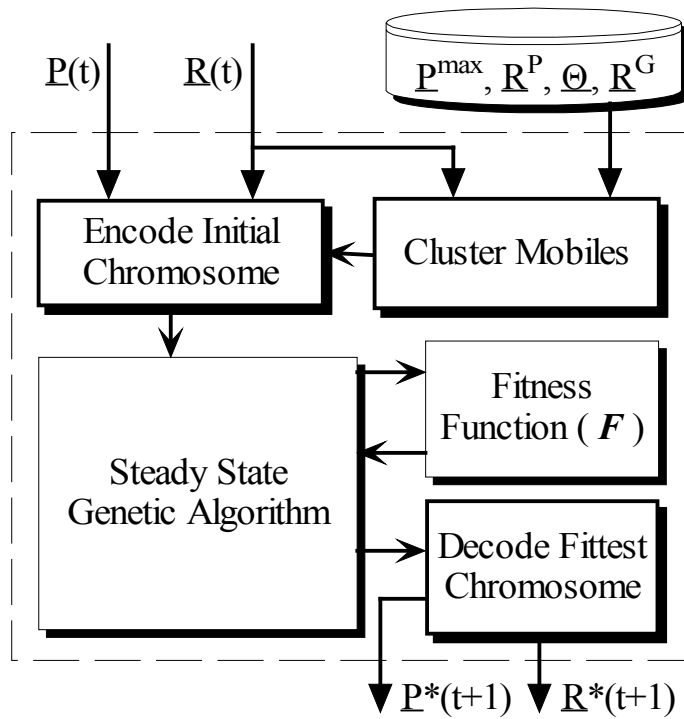 P(t) R(t) P^max, R^P, Θ, R^G
Encode Initial
Chromosome
Cluster Mobiles
Fitness
Function ( F )
Steady State
Genetic Algorithm
Decode Fittest
Chromosome
P*(t+1) R*(t+1)